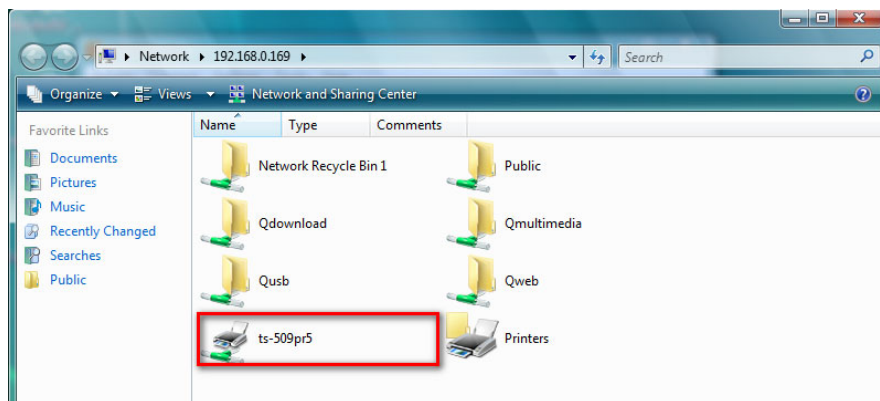 Network 192.168.0.169
Search
Organize Views Network and Sharing Center
Favorite Links
Documents
Pictures
Music
Recently Changed
Searches
Public
Name Type Comments
Network Recycle Bin 1 Public
Qdownload Qmultimedia
Qusb Qweb
ts-509pr5 Printers